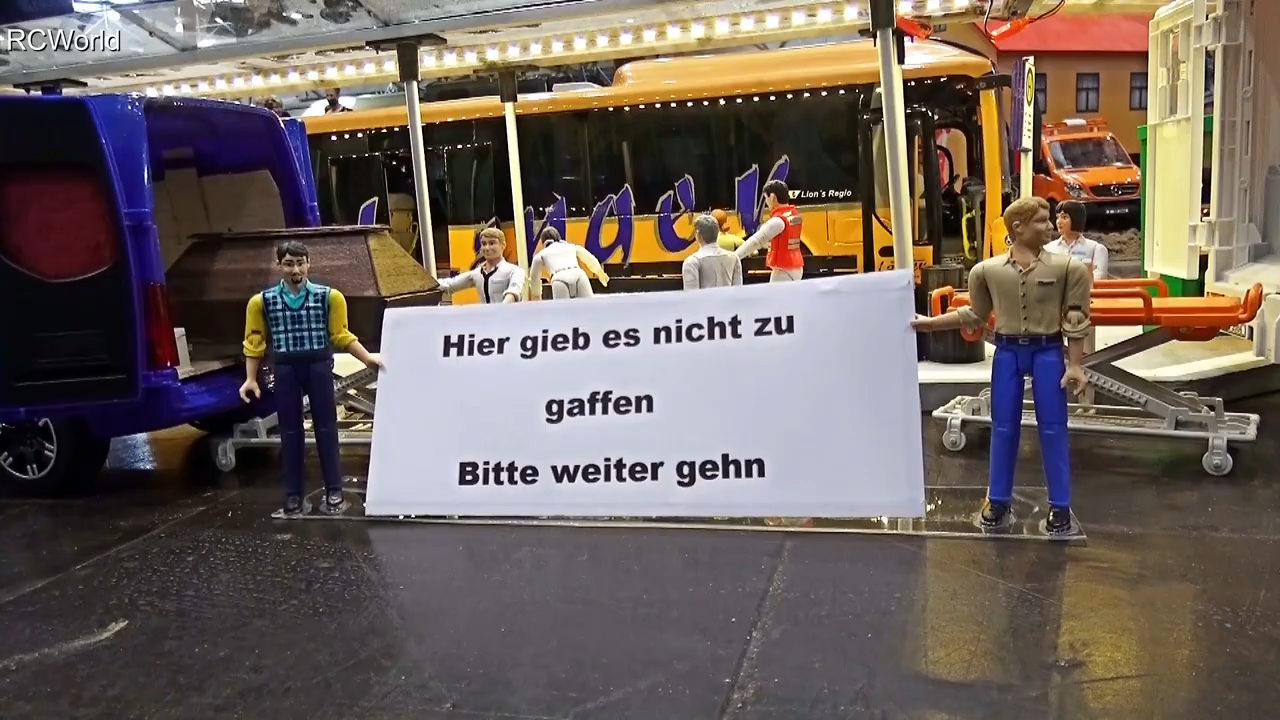 RCWorld
Lion's Regio
Hier gieb es nicht zu
gaffen
Bitte weiter gehn